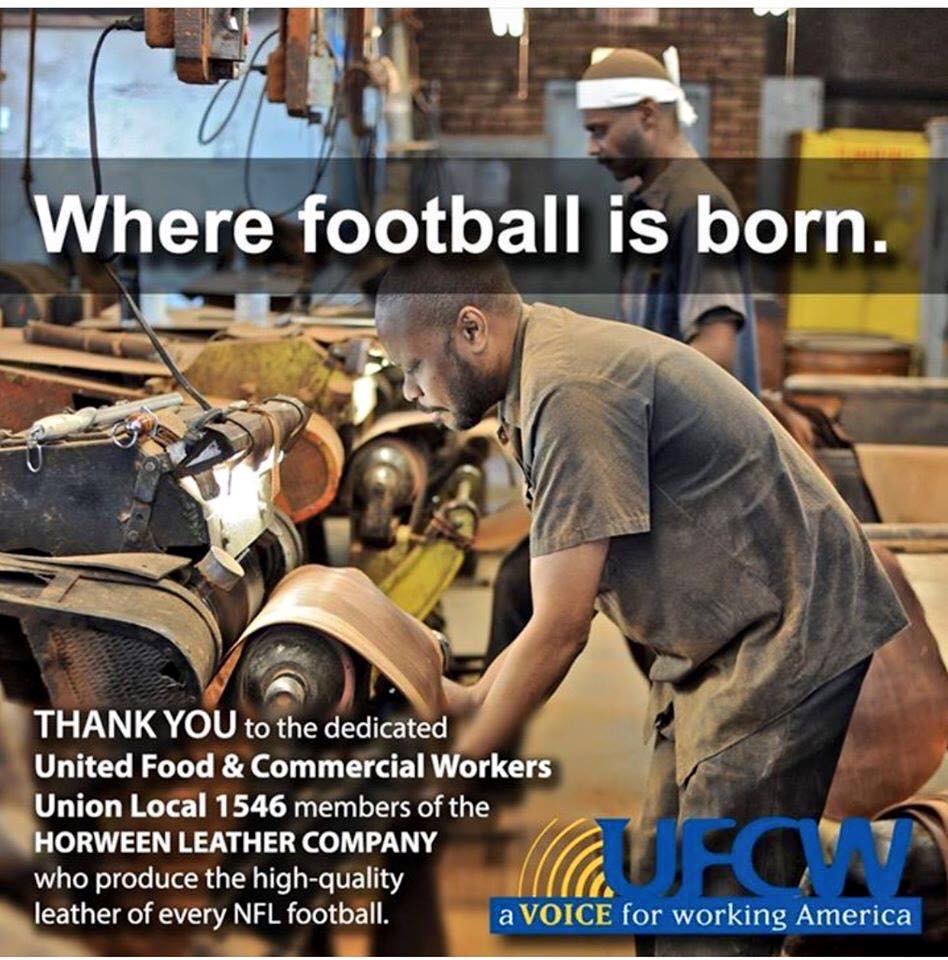 Where football is born.
THANK YOU to the dedicated
United Food & Commercial Workers
Union Local 1546 members of the
HORWEEN LEATHER COMPANY
who produce the high-quality
leather of every NFL football.
UFCW
a VOICE for working America